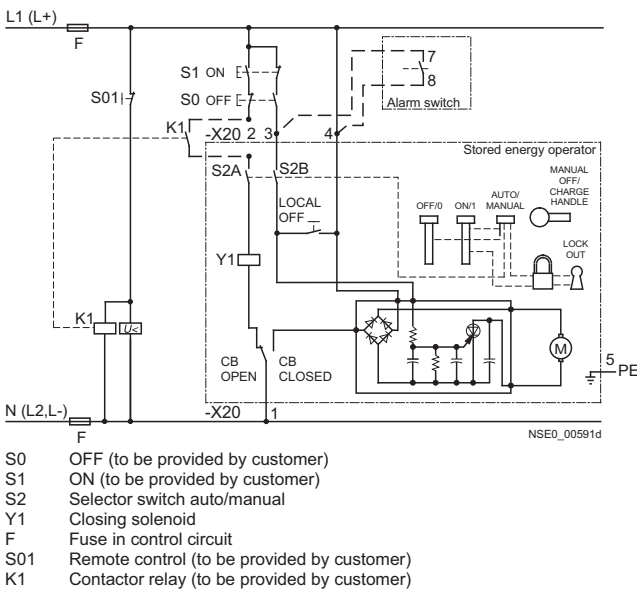 L1 (L+)
F
S1 ON
S0 OFF
S01
7
8
Alarm switch
K1
-X20 2 3 4
Stored energy operator
S2A
S2B
LOCAL
OFF
OFF/0
ON/1
AUTO/
MANUAL
MANUAL
OFF/
CHARGE
HANDLE
LOCK
OUT
Y1
K1
U<
CB
OPEN
CB
CLOSED
M
5
PE
N (L2,L-)
F
-X20 1
NSE0_00591d
S0 OFF (to be provided by customer)
S1 ON (to be provided by customer)
S2 Selector switch auto/manual
Y1 Closing solenoid
F Fuse in control circuit
S01 Remote control (to be provided by customer)
K1 Contactor relay (to be provided by customer)